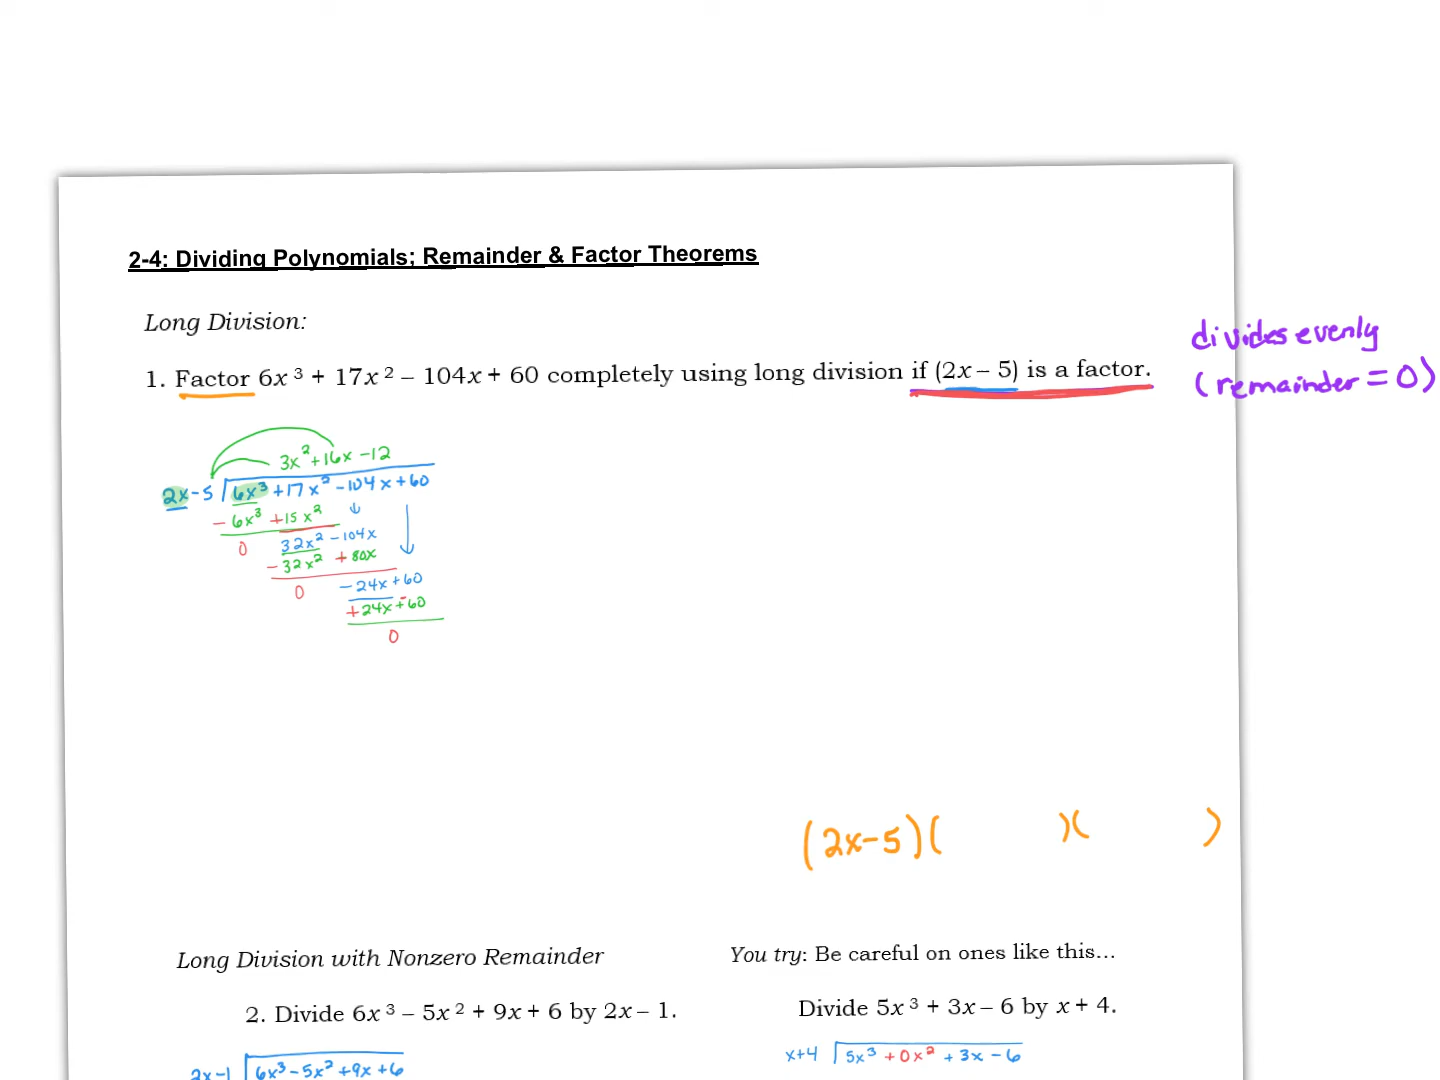 2-4: Dividing Polynomials; Remainder & Factor Theorems
Long Division:
divides evenly
1. Factor 6x³ + 17x² – 104x + 60 completely using long division if (2x – 5) is a factor.
(remainder = 0)
3x² + 16x - 12
2x - 5 6x³ + 17x² - 104x + 60
- 6x³ + 15x²
0 32x² - 104x
- 32x² + 80x
0 - 24x + 60
+ 24x + 60
0
(2x-5)( )( )
Long Division with Nonzero Remainder
You try: Be careful on ones like this...
2. Divide 6x³ – 5x² + 9x + 6 by 2x – 1.
Divide 5x³ + 3x – 6 by x + 4.
2x-1 6x³ - 5x² + 9x + 6
x+4 5x³ + 0x² + 3x - 6